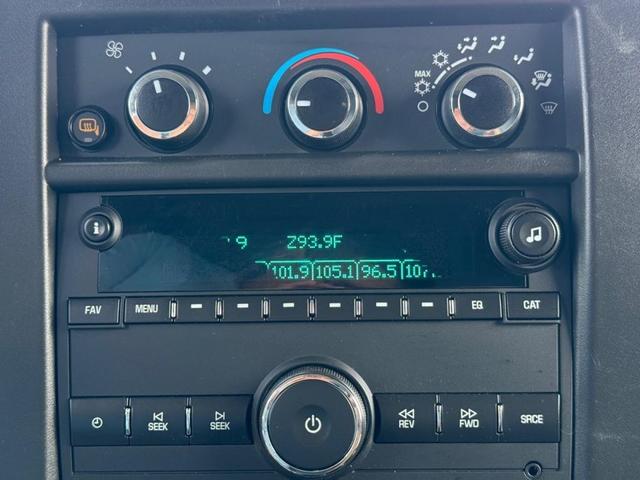 MAX
9 Z93.9F
101.9 105.1 96.5 107.
FAV MENU EQ CAT
SEEK SEEK REV FWD SRCE